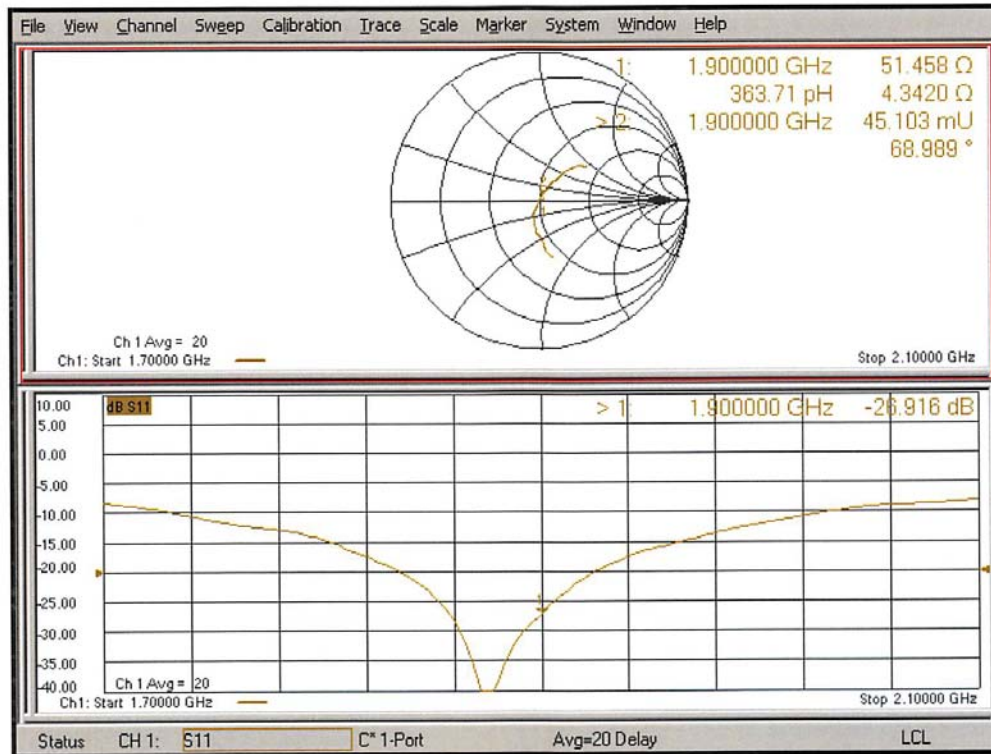 File View Channel Sweep Calibration Trace Scale Marker System Window Help
1: 1.900000 GHz 51.458 Ω
363.71 pH 4.3420 Ω
> 2: 1.900000 GHz 45.103 mU
68.989 °
Ch 1 Avg = 20
Ch1: Start 1.70000 GHz
Stop 2.10000 GHz
10.00
5.00
0.00
-5.00
-10.00
-15.00
-20.00
-25.00
-30.00
-35.00
-40.00
dB S11
> 1: 1.900000 GHz -26.916 dB
1
Ch 1 Avg = 20
Ch1: Start 1.70000 GHz
Stop 2.10000 GHz
Status CH 1: S11 C* 1-Port Avg=20 Delay LCL